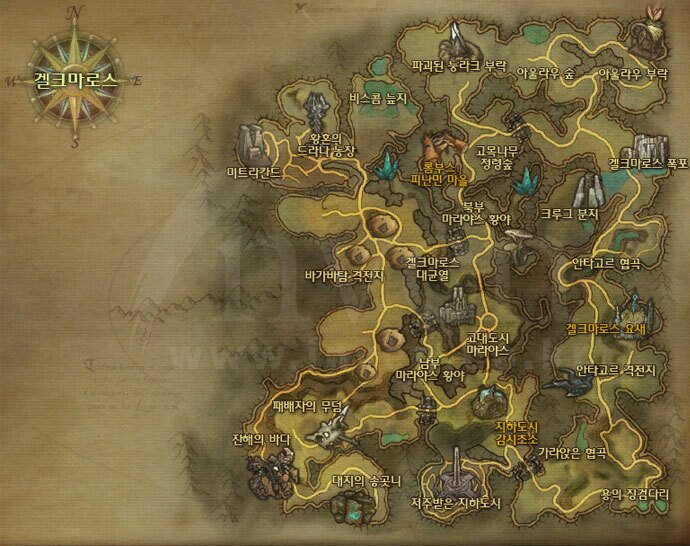 N
W
겔크마로스
E
S
파괴된 능라크 부락
아울라우 숲
아울라우 부락
비스콤 늪지
황혼의
드라나 농장
미트라칸드
롬부스
피난민 마을
고목나무
정령숲
겔크마로스 폭포
북부
마라야스 황야
크루그 분지
바가바탐 격전지
겔크마로스
대균열
안타고르 협곡
겔크마로스 요새
고대도시
마라야스
남부
마라야스 황야
안타고르 격전지
패배자의 무덤
잔해의 바다
지하도시
감시초소
가라앉은 협곡
대지의 송곳니
저주받은 지하도시
용의 징검다리